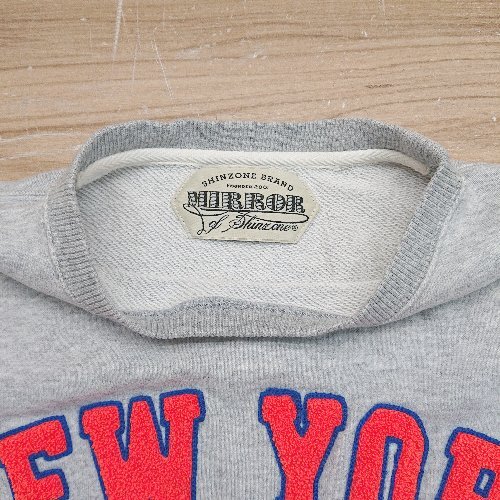 SHINZONE BRAND
FOUNDED 2001
MIRROR
of Shinzone®
EW YOR